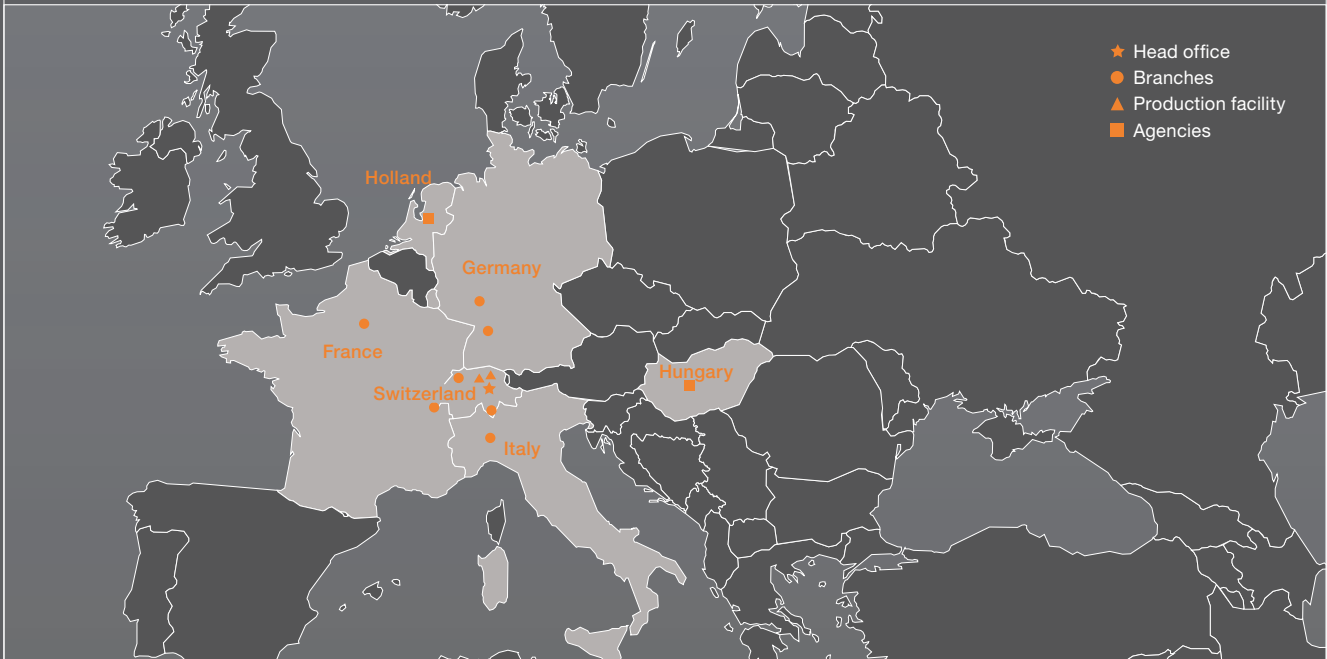 Head office
Branches
Production facility
Agencies
Holland
Germany
France
Switzerland
Hungary
Italy